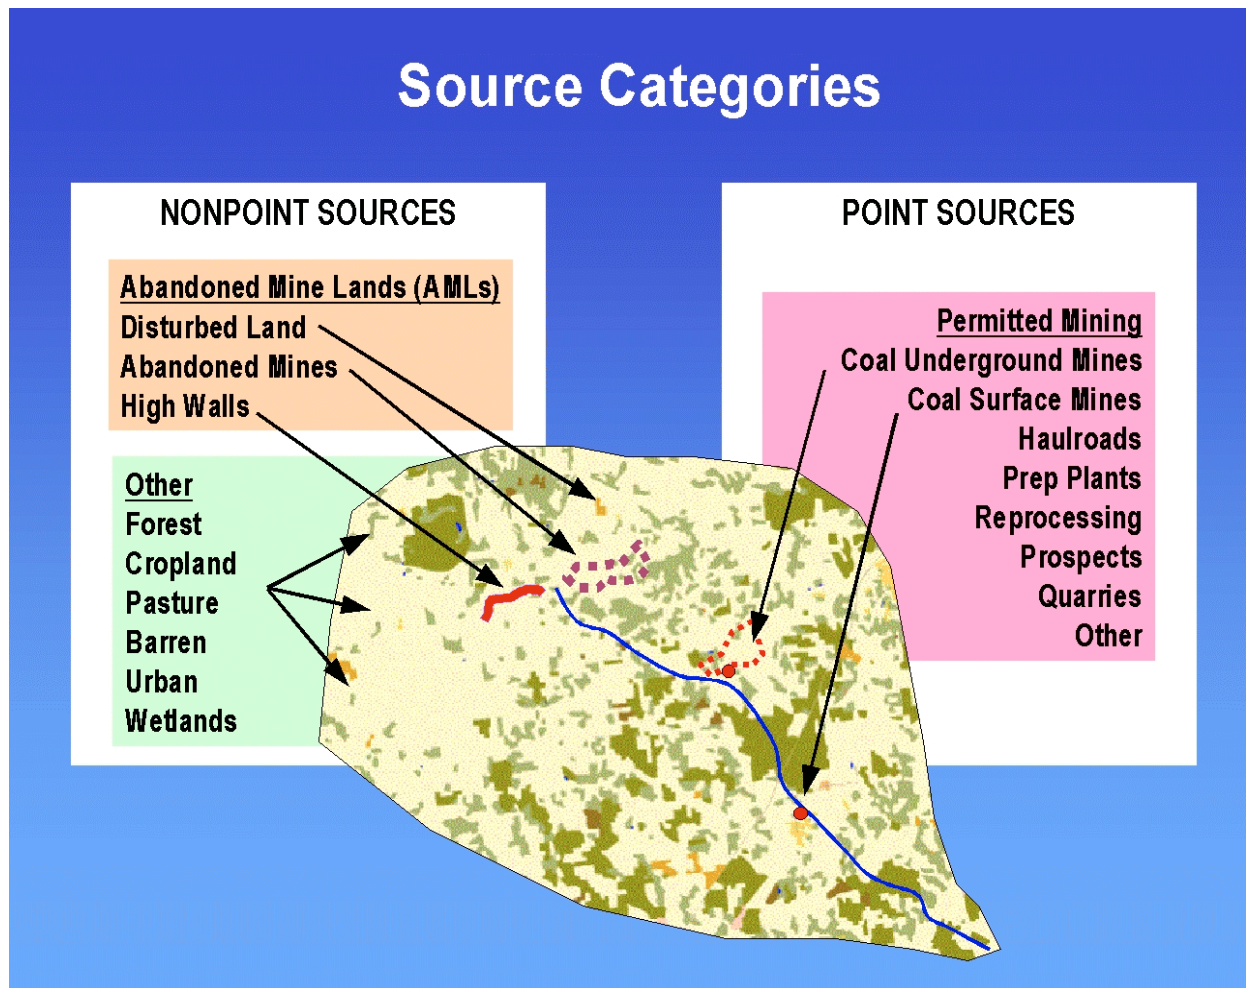 Source Categories
NONPOINT SOURCES
Abandoned Mine Lands (AMLs)
Disturbed Land
Abandoned Mines
High Walls
Other
Forest
Cropland
Pasture
Barren
Urban
Wetlands
POINT SOURCES
Permitted Mining
Coal Underground Mines
Coal Surface Mines
Haulroads
Prep Plants
Reprocessing
Prospects
Quarries
Other